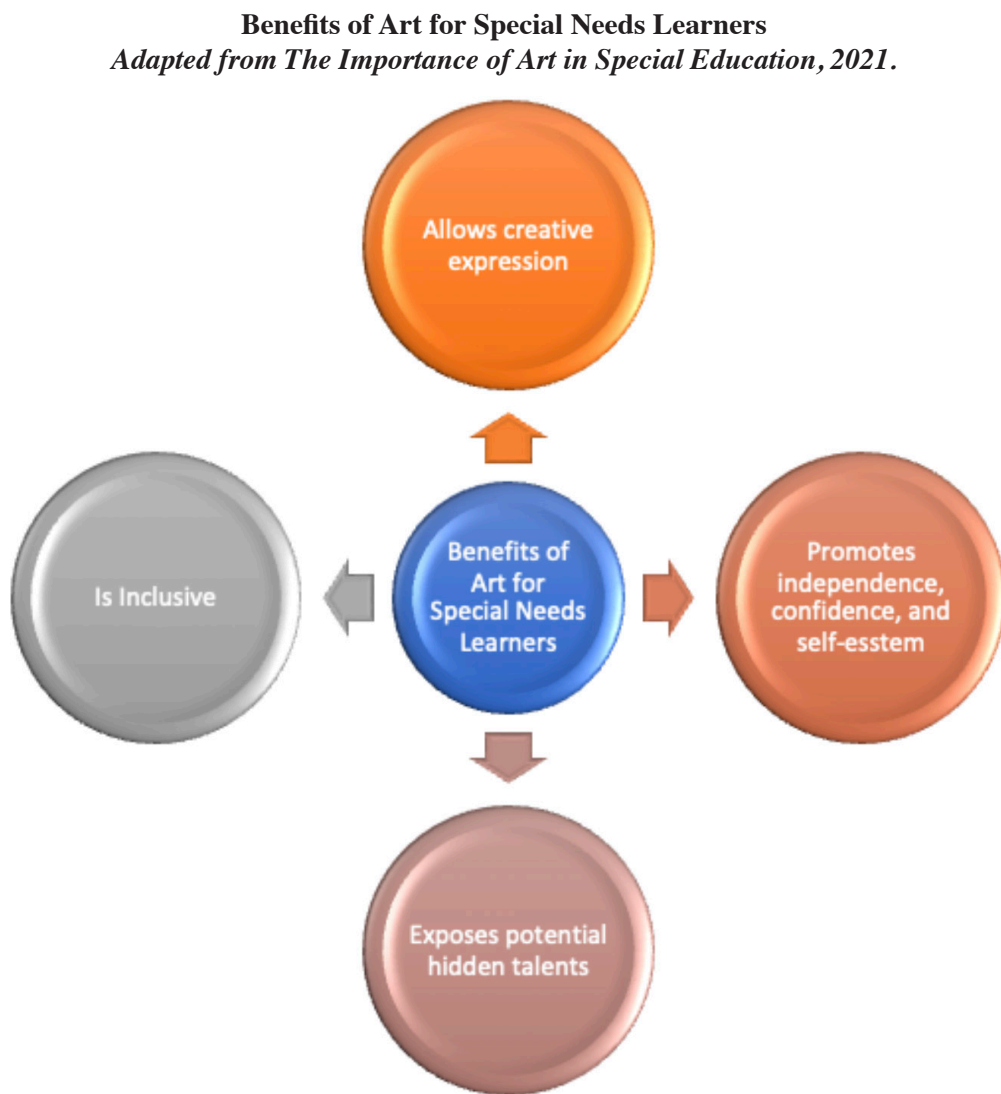 Benefits of Art for Special Needs Learners
Adapted from The Importance of Art in Special Education, 2021.
Allows creative
expression
Is Inclusive
Benefits of
Art for
Special Needs
Learners
Promotes
independence,
confidence, and
self-esstem
Exposes potential
hidden talents